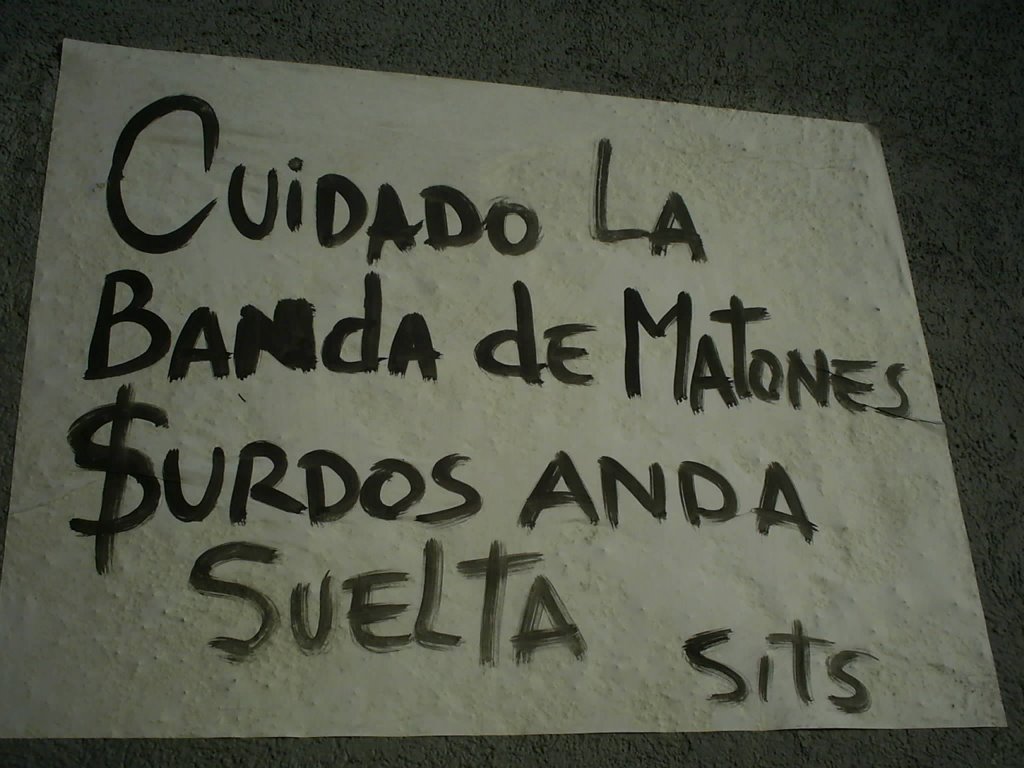 Cuidado La
Banda de Matones
$urdos anda
Suelta
sits